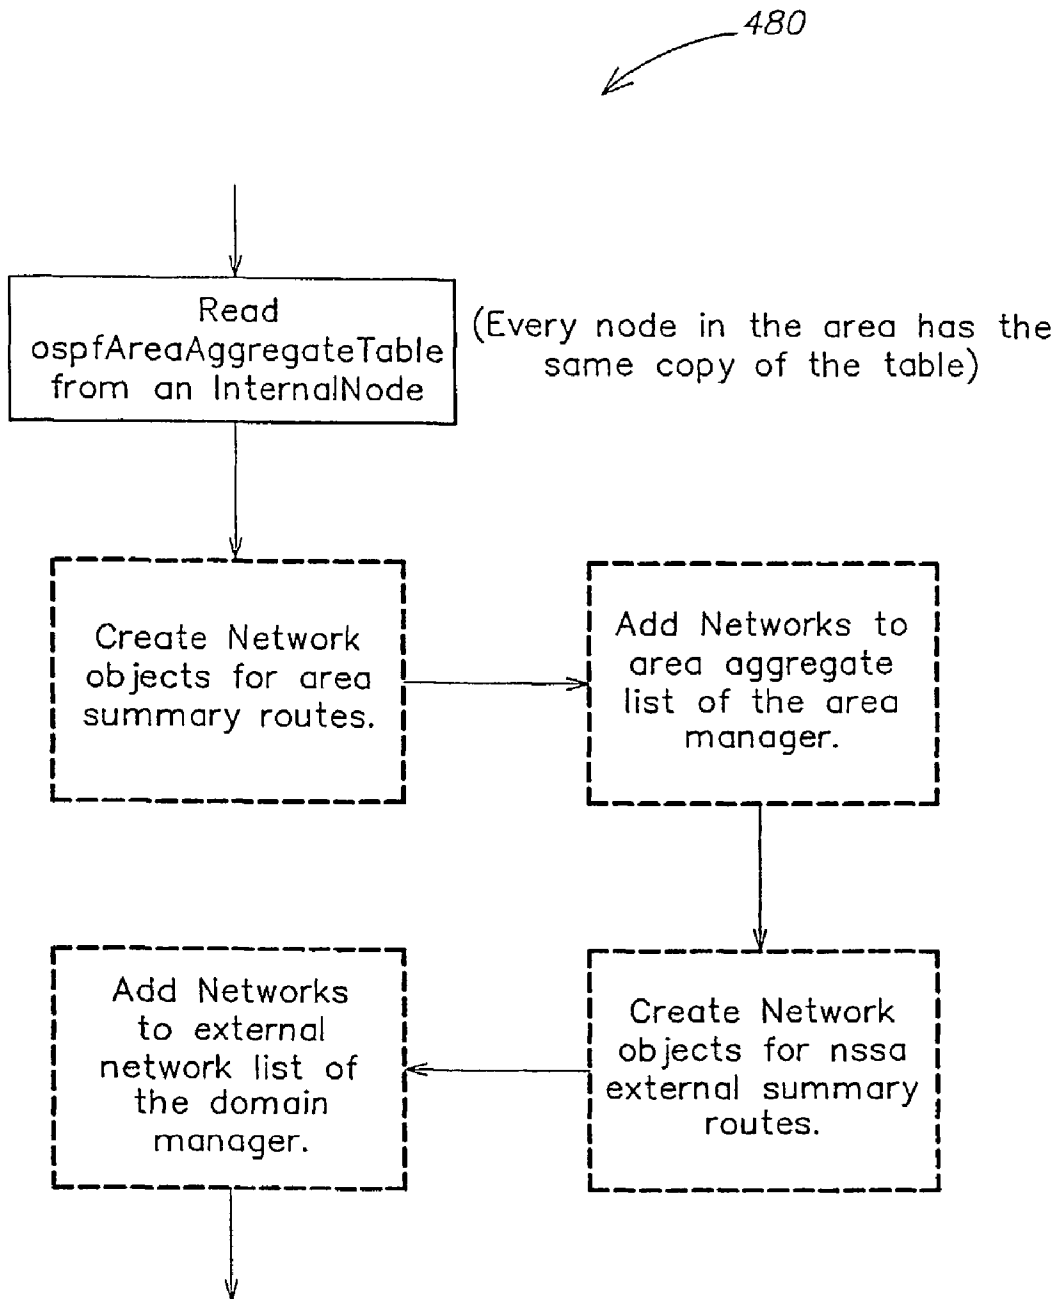 480
Read
ospfAreaAggregateTable
from an InternalNode
(Every node in the area has the
same copy of the table)
Create Network
objects for area
summary routes.
Add Networks to
area aggregate
list of the area
manager.
Create Network
objects for nssa
external summary
routes.
Add Networks
to external
network list of
the domain
manager.